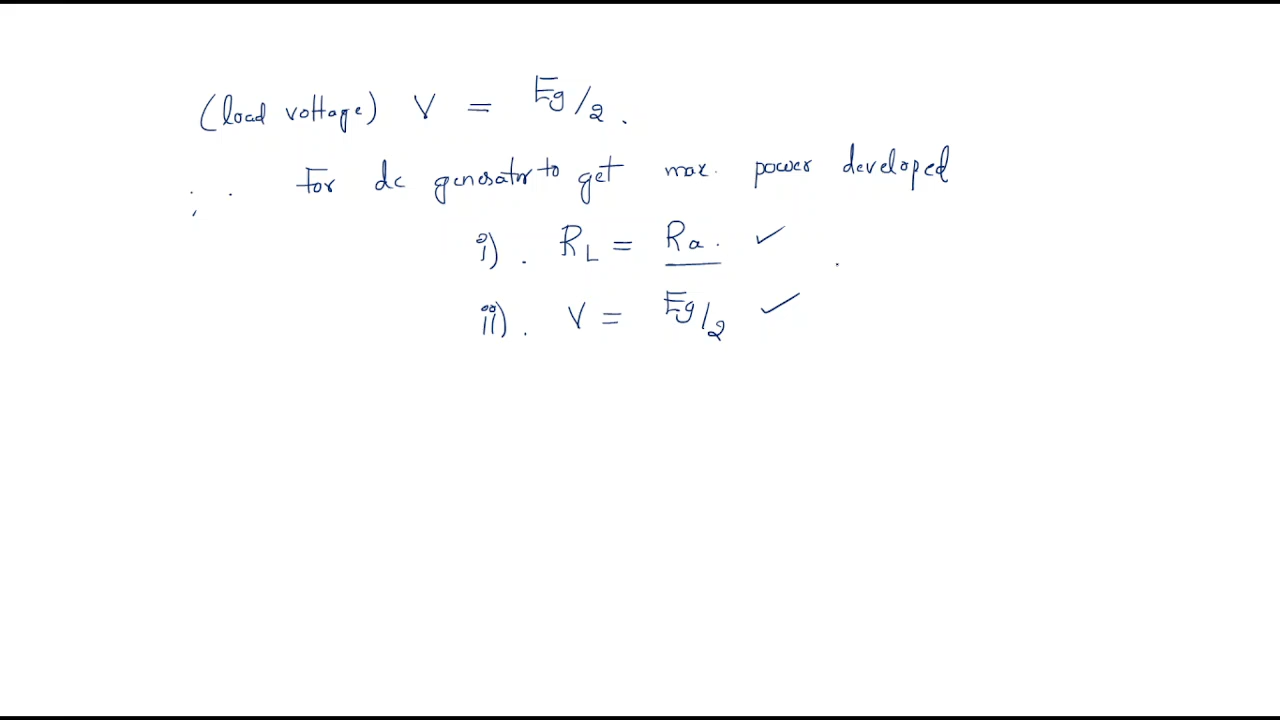 (load voltage) V = Eg/2.
∴ For dc generator to get max. power developed
i). RL = Ra. ✓
ii). V = Eg/2 ✓